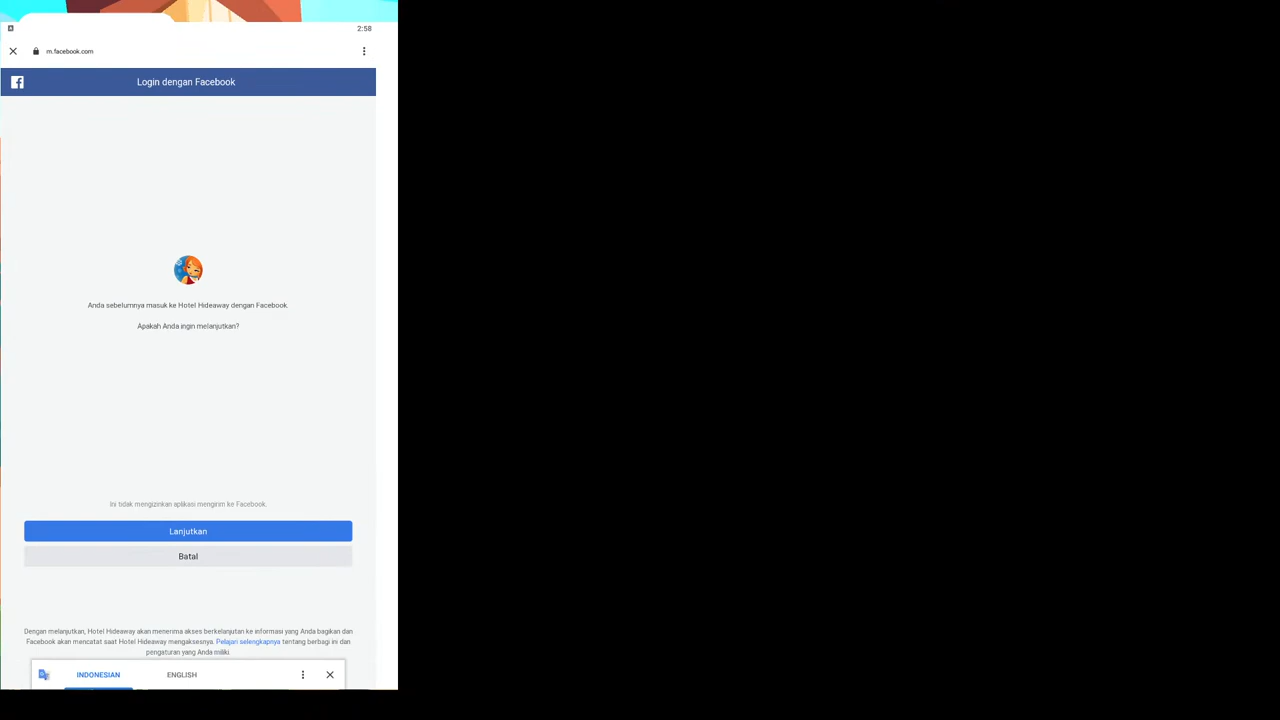 2:58
m.facebook.com
Login dengan Facebook
Anda sebelumnya masuk ke Hotel Hideaway dengan Facebook.
Apakah Anda ingin melanjutkan?
Ini tidak mengizinkan aplikasi mengirim ke Facebook.
Lanjutkan
Batal
Dengan melanjutkan, Hotel Hideaway akan menerima akses berkelanjutan ke informasi yang Anda bagikan dan
Facebook akan mencatat saat Hotel Hideaway mengaksesnya. Pelajari selengkapnya tentang berbagi ini dan
pengaturan yang Anda miliki.
INDONESIAN ENGLISH